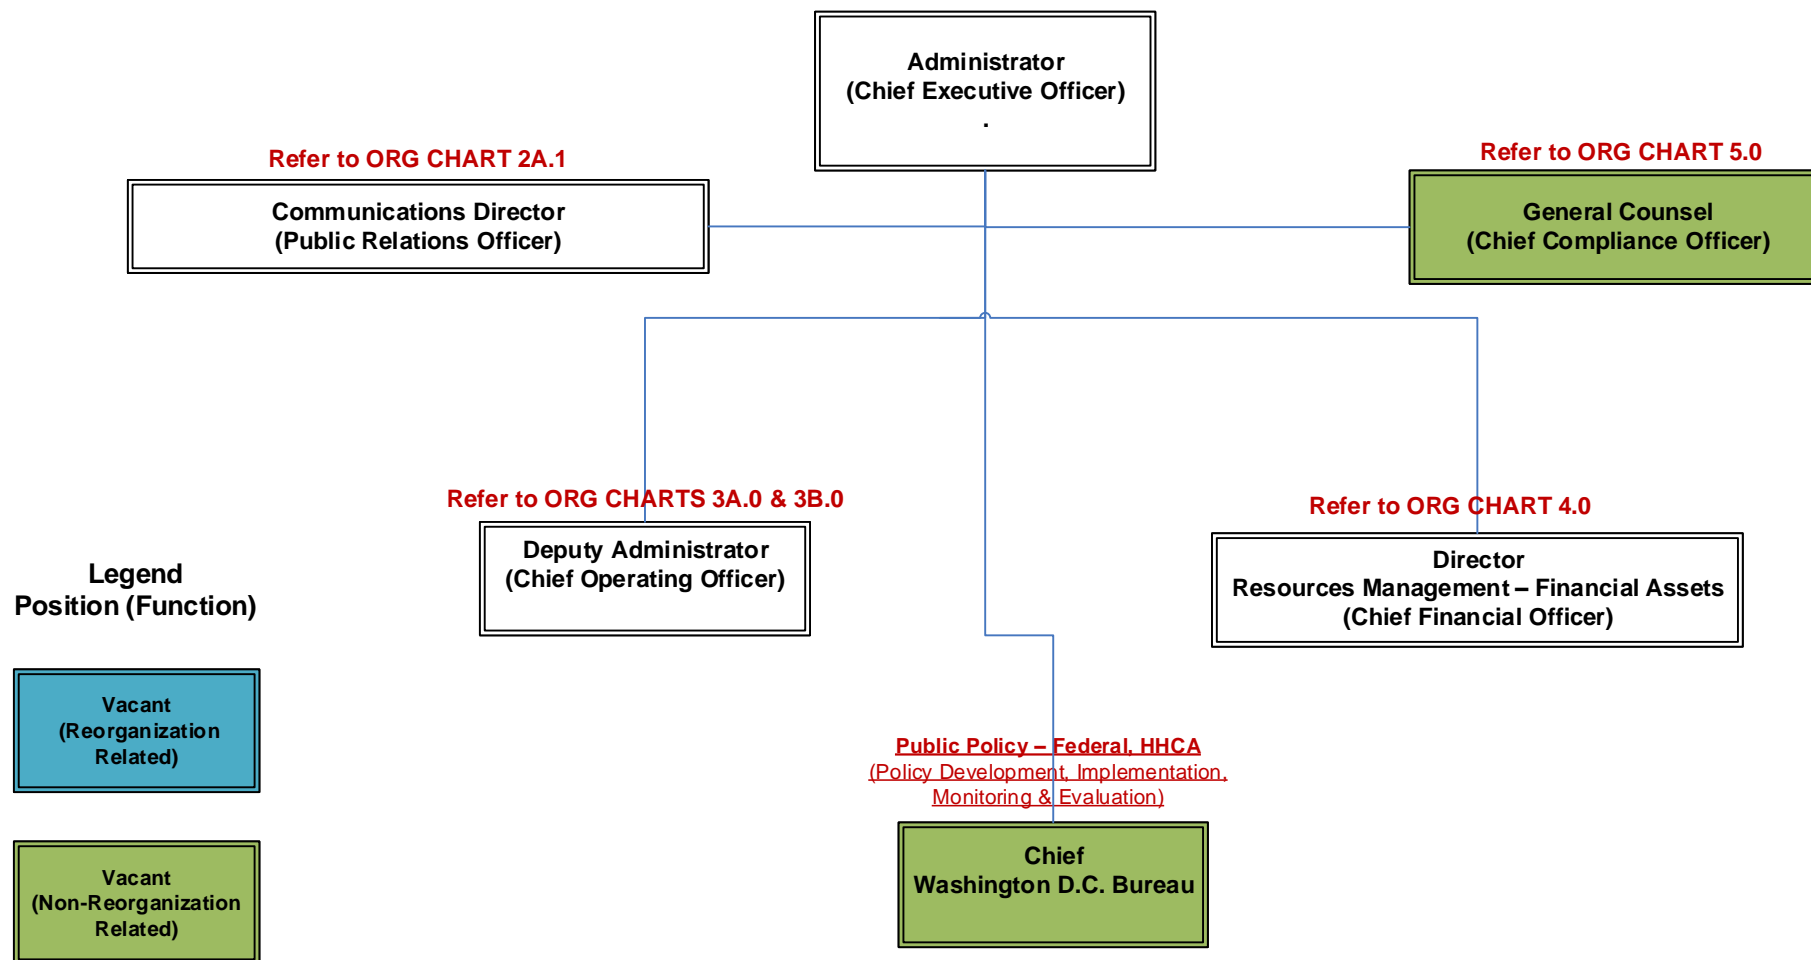 Administrator
(Chief Executive Officer)
.
Refer to ORG CHART 2A.1
Communications Director
(Public Relations Officer)
Refer to ORG CHART 5.0
General Counsel
(Chief Compliance Officer)
Refer to ORG CHARTS 3A.0 & 3B.0
Deputy Administrator
(Chief Operating Officer)
Refer to ORG CHART 4.0
Director
Resources Management – Financial Assets
(Chief Financial Officer)
Legend
Position (Function)
Vacant
(Reorganization
Related)
Vacant
(Non-Reorganization
Related)
Public Policy – Federal, HHCA
(Policy Development, Implementation,
Monitoring & Evaluation)
Chief
Washington D.C. Bureau